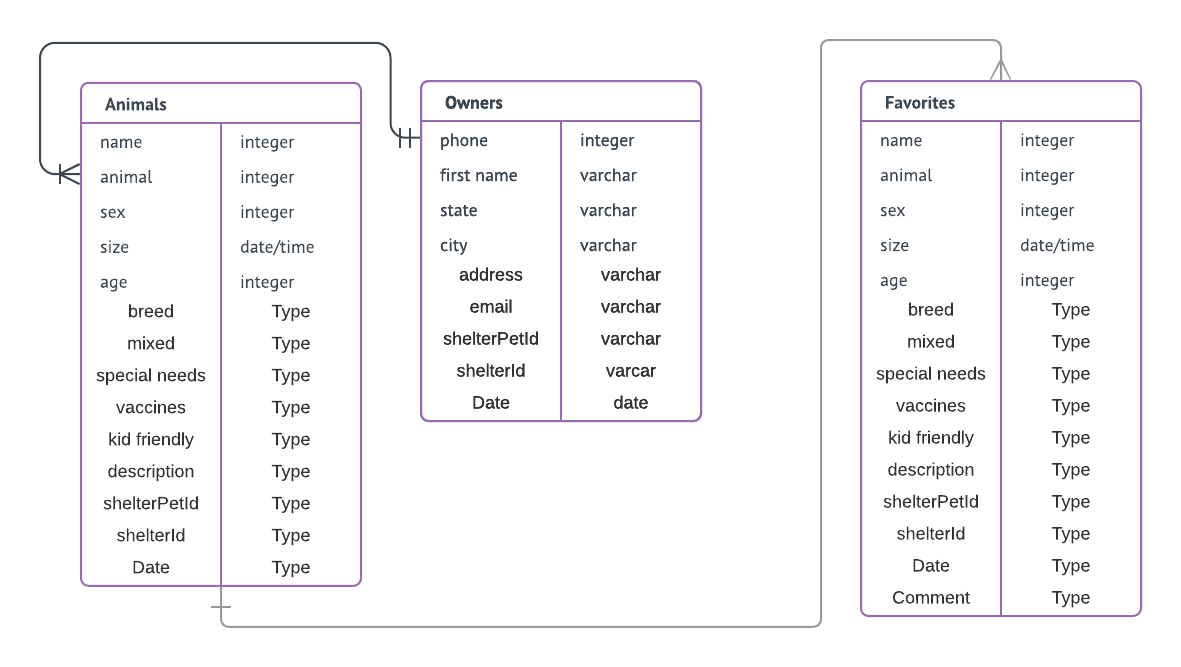 Animals
name integer
animal integer
sex integer
size date/time
age integer
breed Type
mixed Type
special needs Type
vaccines Type
kid friendly Type
description Type
shelterPetId Type
shelterId Type
Date Type
Owners
phone integer
first name varchar
state varchar
city varchar
address varchar
email varchar
shelterPetId varchar
shelterId varcar
Date date
Favorites
name integer
animal integer
sex integer
size date/time
age integer
breed Type
mixed Type
special needs Type
vaccines Type
kid friendly Type
description Type
shelterPetId Type
shelterId Type
Date Type
Comment Type